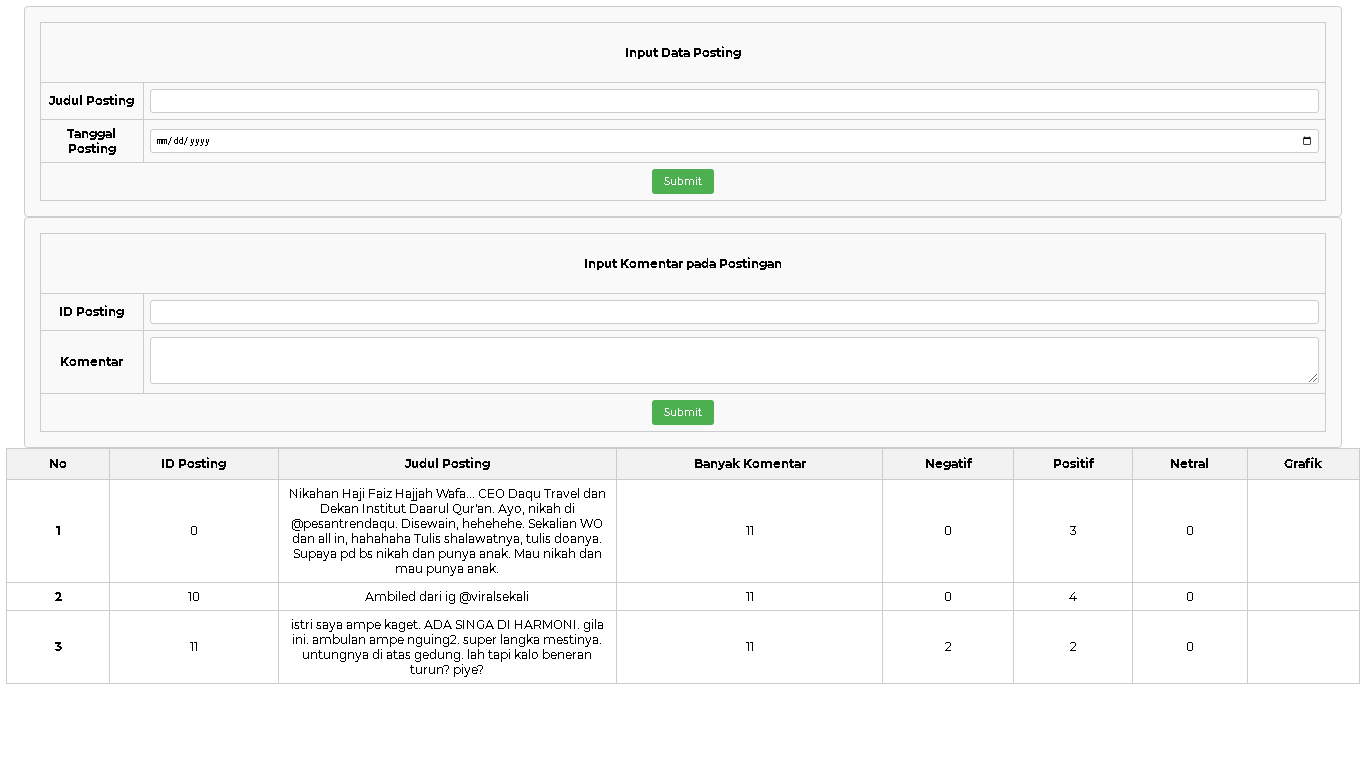 Input Data Posting
Judul Posting
Tanggal
Posting
mm/dd/yyyy
Submit
Input Komentar pada Postingan
ID Posting
Komentar
Submit
No ID Posting Judul Posting Banyak Komentar Negatif Positif Netral Grafik
Nikahan Haji Faiz Hajjah Wafa... CEO Daqu Travel dan
Dekan Institut Daarul Qur'an. Ayo, nikah di
@pesantrendaqu. Disewain, hehehehe. Sekalian WO
1 0 11 0 3 0
dan all in, hahahaha Tulis shalawatnya, tulis doanya.
Supaya pd bs nikah dan punya anak. Mau nikah dan
mau punya anak.
2 10 Ambiled dari ig @viralsekali 11 0 4 0
istri saya ampe kaget. ADA SINGA DI HARMONI. gila
ini. ambulan ampe nguing2. super langka mestinya.
3 11 11 2 2 0
untungnya di atas gedung. lah tapi kalo beneran
turun? piye?